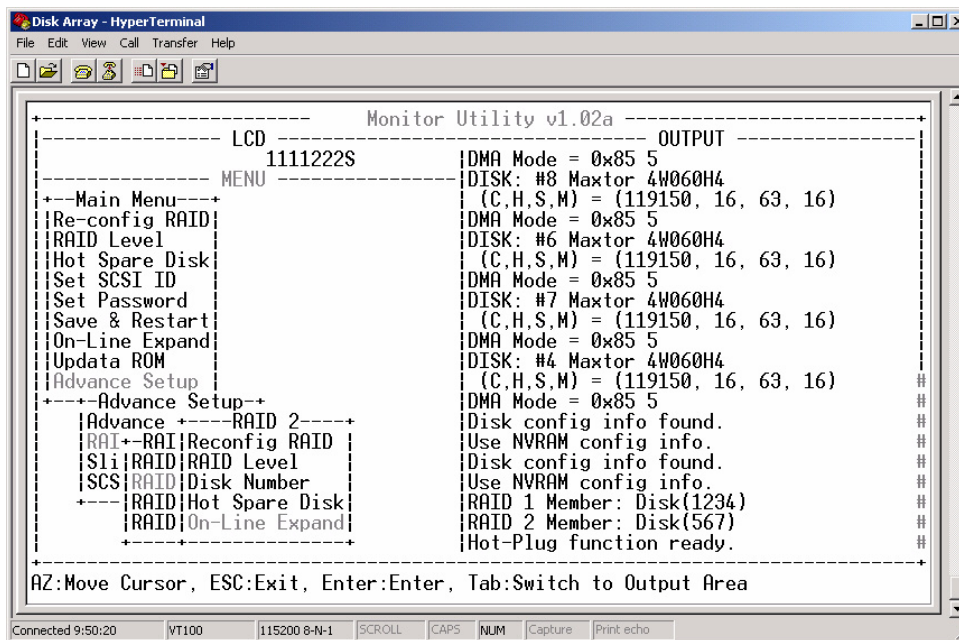 Disk Array - HyperTerminal
File Edit View Call Transfer Help
Monitor Utility v1.02a
LCD
1111222S
MENU
Main Menu
Re-config RAID
RAID Level
Hot Spare Disk
Set SCSI ID
Set Password
Save & Restart
On-Line Expand
Updata ROM
Advance Setup
Advance Setup
Advance
RAI
Sli
SCS
RAI
RAID
RAID
RAID
RAID
RAID 2
Reconfig RAID
RAID Level
Disk Number
Hot Spare Disk
On-Line Expand
OUTPUT
DMA Mode = 0x85 5
DISK: #8 Maxtor 4W060H4
(C,H,S,M) = (119150, 16, 63, 16)
DMA Mode = 0x85 5
DISK: #6 Maxtor 4W060H4
(C,H,S,M) = (119150, 16, 63, 16)
DMA Mode = 0x85 5
DISK: #7 Maxtor 4W060H4
(C,H,S,M) = (119150, 16, 63, 16)
DMA Mode = 0x85 5
DISK: #4 Maxtor 4W060H4
(C,H,S,M) = (119150, 16, 63, 16)
DMA Mode = 0x85 5
Disk config info found.
Use NVRAM config info.
Disk config info found.
Use NVRAM config info.
RAID 1 Member: Disk(1234)
RAID 2 Member: Disk(567)
Hot-Plug function ready.
AZ:Move Cursor, ESC:Exit, Enter:Enter, Tab:Switch to Output Area
Connected 9:50:20 VT100 115200 8-N-1 SCROLL CAPS NUM Capture Print echo